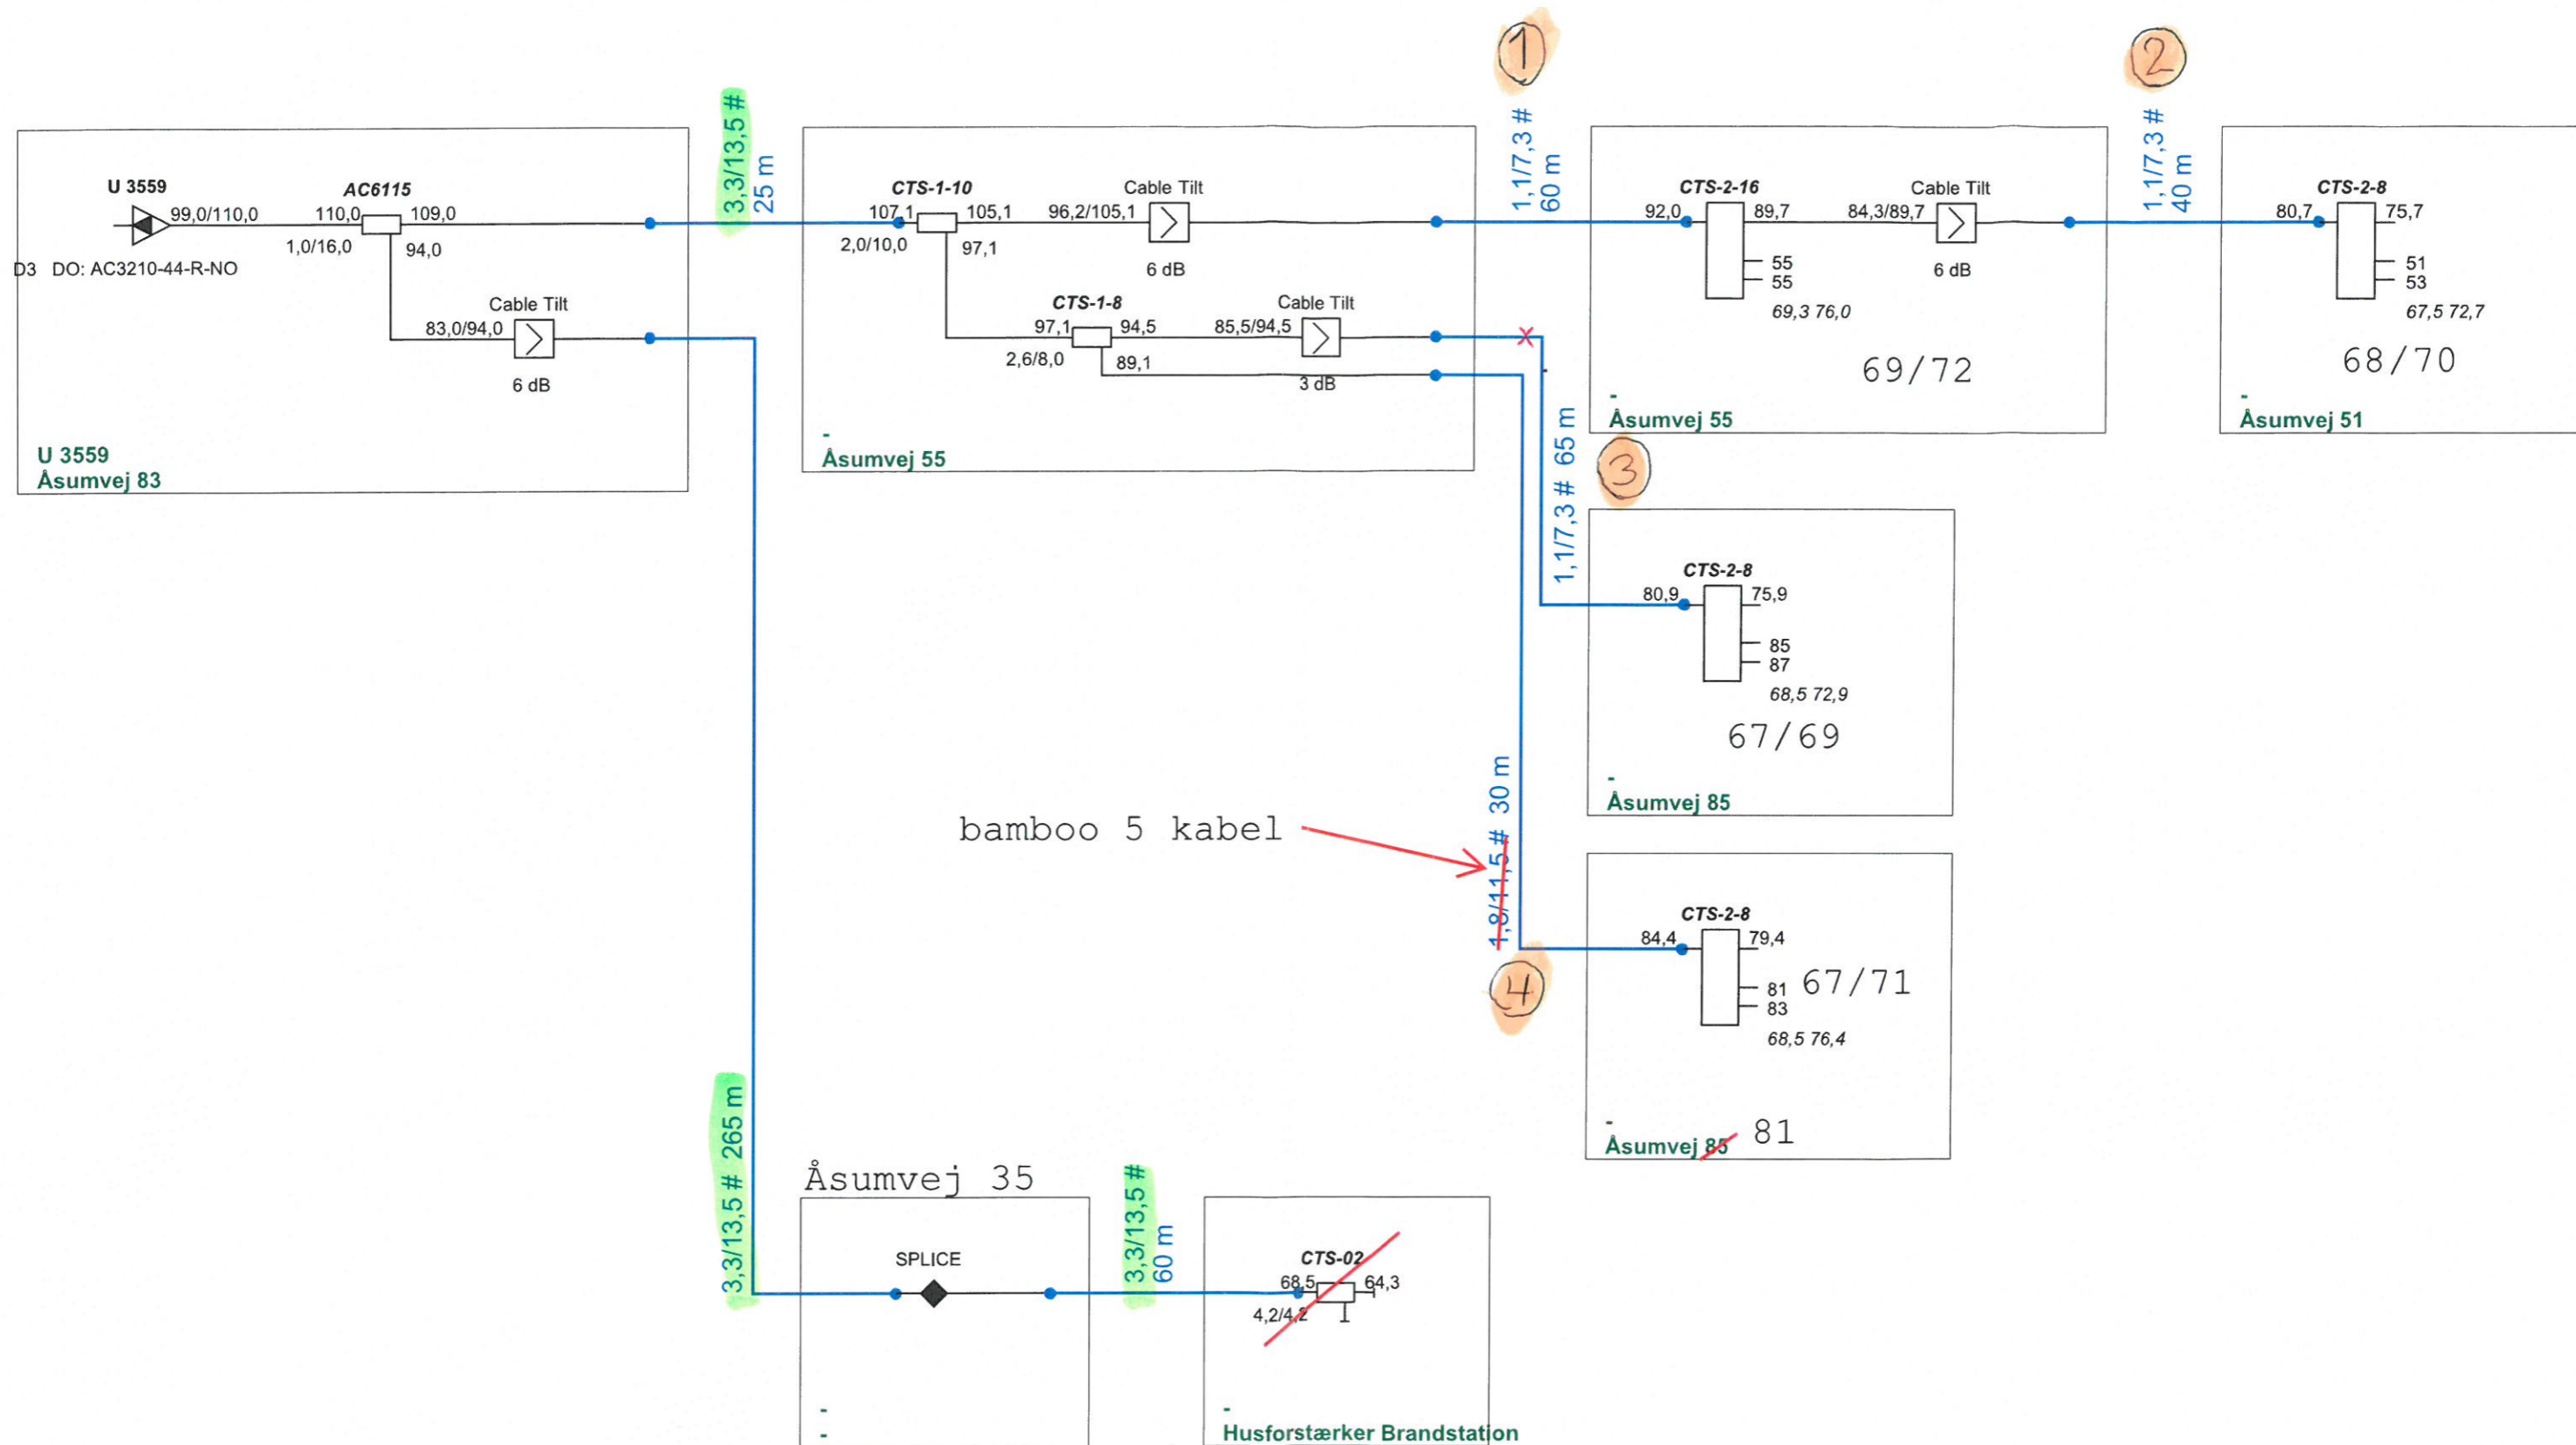 1
2
3,3/13,5 #
25 m
1,1/7,3 #
60 m
1,1/7,3 #
40 m
U 3559
99,0/110,0
AC6115
110,0
109,0
1,0/16,0
94,0
D3 DO: AC3210-44-R-NO
Cable Tilt
83,0/94,0
6 dB
U 3559
Åsumvej 83
CTS-1-10
107,1
105,1
2,0/10,0
97,1
Cable Tilt
96,2/105,1
6 dB
CTS-1-8
97,1
94,5
2,6/8,0
89,1
Cable Tilt
85,5/94,5
3 dB
-
Åsumvej 55
CTS-2-16
92,0
89,7
55
55
69,3 76,0
Cable Tilt
84,3/89,7
6 dB
69/72
-
Åsumvej 55
CTS-2-8
80,7
75,7
51
53
67,5 72,7
68/70
-
Åsumvej 51
1,1/7,3 # 65 m
3
CTS-2-8
80,9
75,9
85
87
68,5 72,9
67/69
-
Åsumvej 85
bamboo 5 kabel
1,8/11,5 # 30 m
4
CTS-2-8
84,4
79,4
81
83
67/71
68,5 76,4
-
Åsumvej 85
81
3,3/13,5 # 265 m
Åsumvej 35
SPLICE
-
-
3,3/13,5 #
60 m
CTS-02
68,5
64,3
4,2/4,2
-
Husforstærker Brandstation